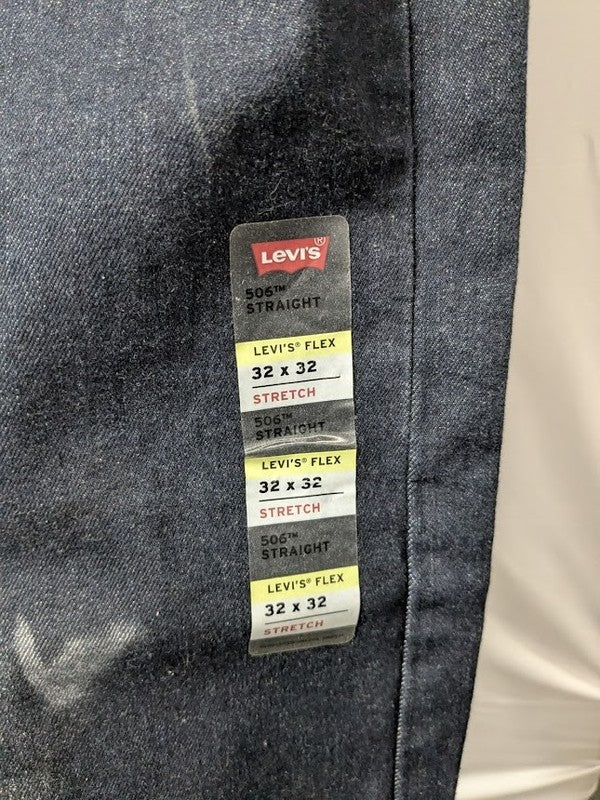 Levi's®
506™
STRAIGHT
LEVI'S® FLEX
32 x 32
STRETCH
506™
STRAIGHT
LEVI'S® FLEX
32 x 32
STRETCH
506™
STRAIGHT
LEVI'S® FLEX
32 x 32
STRETCH